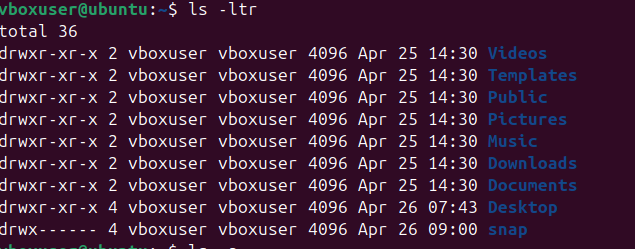 vboxuser@ubuntu:~$ ls -ltr
total 36
drwxr-xr-x 2 vboxuser vboxuser 4096 Apr 25 14:30 Videos
drwxr-xr-x 2 vboxuser vboxuser 4096 Apr 25 14:30 Templates
drwxr-xr-x 2 vboxuser vboxuser 4096 Apr 25 14:30 Public
drwxr-xr-x 2 vboxuser vboxuser 4096 Apr 25 14:30 Pictures
drwxr-xr-x 2 vboxuser vboxuser 4096 Apr 25 14:30 Music
drwxr-xr-x 2 vboxuser vboxuser 4096 Apr 25 14:30 Downloads
drwxr-xr-x 2 vboxuser vboxuser 4096 Apr 25 14:30 Documents
drwxr-xr-x 4 vboxuser vboxuser 4096 Apr 26 07:43 Desktop
drwx------ 4 vboxuser vboxuser 4096 Apr 26 09:00 snap
vboxuser@ubuntu:~$ ls